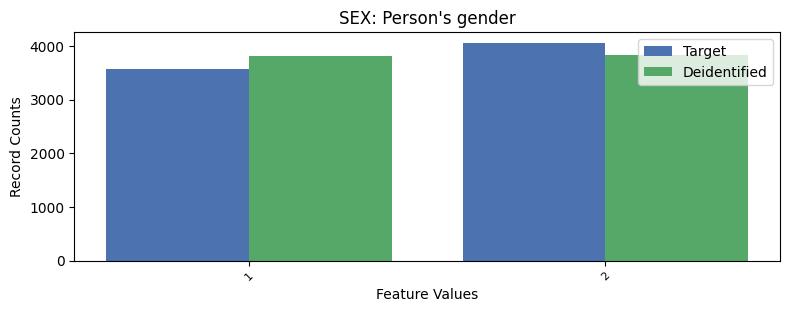 SEX: Person's gender
Target
Deidentified
Record Counts
4000
3000
2000
1000
0
1
2
Feature Values